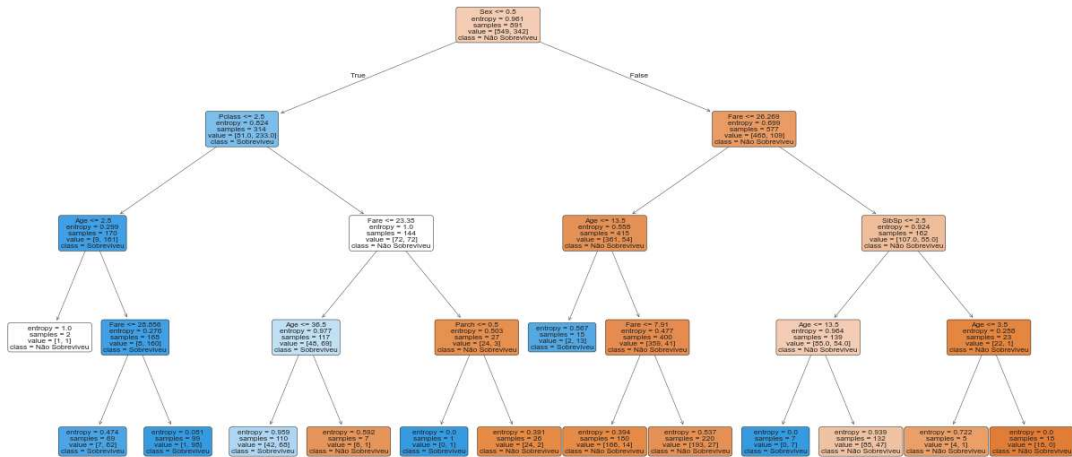 Sex <= 0.5
entropy = 0.961
samples = 891
value = [549, 342]
class = Não Sobreviveu
True
False
Pclass <= 2.5
entropy = 0.824
samples = 314
value = [81.0, 233.0]
class = Sobreviveu
Fare <= 26.269
entropy = 0.699
samples = 577
value = [468, 109]
class = Não Sobreviveu
Age <= 2.5
entropy = 0.299
samples = 170
value = [9, 161]
class = Sobreviveu
Fare <= 23.35
entropy = 1.0
samples = 144
value = [72, 72]
class = Não Sobreviveu
Age <= 13.5
entropy = 0.559
samples = 415
value = [361, 54]
class = Não Sobreviveu
SibSp <= 2.5
entropy = 0.924
samples = 162
value = [107.0, 55.0]
class = Não Sobreviveu
entropy = 1.0
samples = 2
value = [1, 1]
class = Não Sobreviveu
entropy = 0.276
samples = 168
value = [8, 160]
class = Sobreviveu
Age <= 36.5
entropy = 0.977
samples = 117
value = [48, 69]
class = Sobreviveu
Parch <= 0.5
entropy = 0.503
samples = 27
value = [24, 3]
class = Não Sobreviveu
entropy = 0.567
samples = 15
value = [2, 13]
class = Sobreviveu
Fare <= 7.91
entropy = 0.477
samples = 400
value = [359, 41]
class = Não Sobreviveu
Age <= 13.5
entropy = 0.964
samples = 139
value = [85.0, 54.0]
class = Não Sobreviveu
Age <= 3.5
entropy = 0.258
samples = 23
value = [22, 1]
class = Não Sobreviveu
entropy = 0.474
samples = 69
value = [7, 62]
class = Sobreviveu
samples = 99
value = [1, 98]
class = Sobreviveu
entropy = 0.959
samples = 110
value = [42, 68]
class = Sobreviveu
entropy = 0.592
samples = 7
value = [6, 1]
class = Não Sobreviveu
entropy = 0.0
samples = 1
value = [0, 1]
class = Sobreviveu
entropy = 0.391
samples = 26
value = [24, 2]
class = Não Sobreviveu
entropy = 0.394
samples = 180
value = [166, 14]
class = Não Sobreviveu
entropy = 0.537
samples = 220
value = [193, 27]
class = Não Sobreviveu
entropy = 0.0
samples = 7
value = [0, 7]
class = Sobreviveu
entropy = 0.939
samples = 132
value = [85, 47]
class = Não Sobreviveu
entropy = 0.722
samples = 5
value = [4, 1]
class = Não Sobreviveu
entropy = 0.0
samples = 18
value = [18, 0]
class = Não Sobreviveu